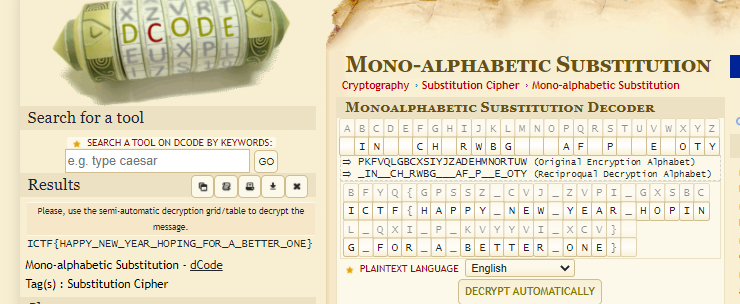 DCODE
Search for a tool
SEARCH A TOOL ON DCODE BY KEYWORDS:
e.g. type caesar
GO
Results
Please, use the semi-automatic decryption grid/table to decrypt the message.
ICTF{HAPPY_NEW_YEAR_HOPING_FOR_A_BETTER_ONE}
Mono-alphabetic Substitution - dCode
Tag(s) : Substitution Cipher
MONO-ALPHABETIC SUBSTITUTION
Cryptography › Substitution Cipher › Mono-alphabetic Substitution
MONOALPHABETIC SUBSTITUTION DECODER
A B C D E F G H I J K L M N O P Q R S T U V W X Y Z
I N C H R W B G A F P E O T Y
⇒ PKFVQLGBCXSIYJZADEHMNORTUW (Original Encryption Alphabet)
⇒ _IN__CH_RWBG___AF_P__E_OTY (Reciproqual Decryption Alphabet)
B F Y Q { G P S S Z _ C V J _ Z V P I _ G X S B C
I C T F { H A P P Y _ N E W _ Y E A R _ H O P I N
L _ Q X I _ P _ K V Y Y V I _ X C V }
G _ F O R _ A _ B E T T E R _ O N E }
PLAINTEXT LANGUAGE English
DECRYPT AUTOMATICALLY